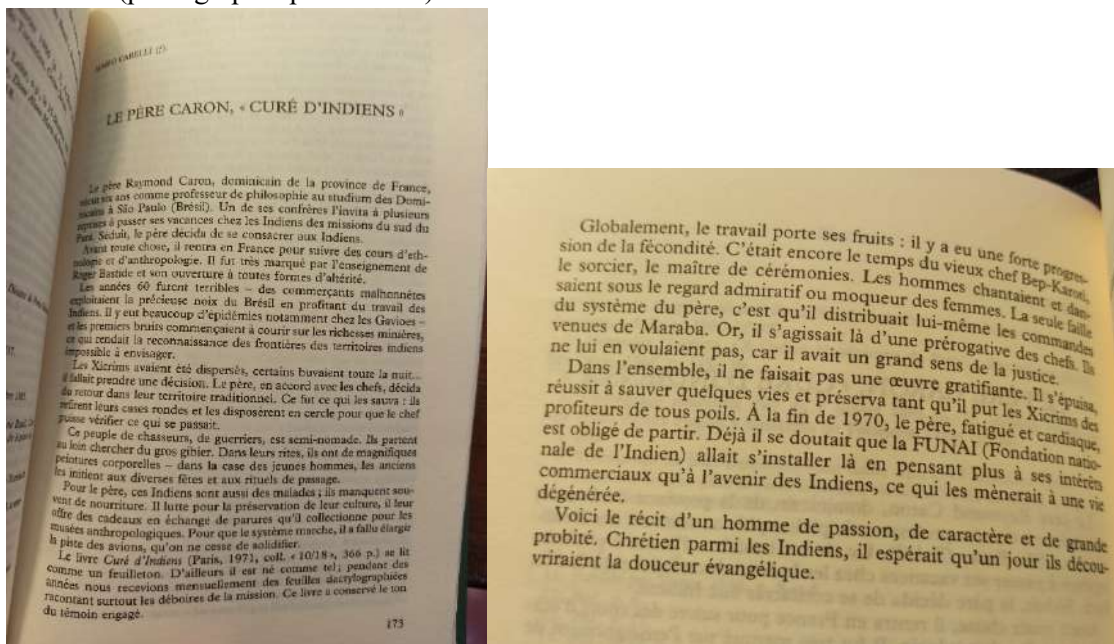 LE PÈRE CARON, « CURÉ D'INDIENS »
Le père Raymond Caron, dominicain de la province de France,
ans comme professeur de philosophie au studium des Domi-
nicains à São Paulo (Brésil). Un de ses confrères l'invita à plusieurs
reprises à passer ses vacances chez les Indiens des missions du sud du
Pará. Séduit, le père décida de se consacrer aux Indiens.
Avant toute chose, il rentra en France pour suivre des cours d'eth-
nologie et d'anthropologie. Il fut très marqué par l'enseignement de
Roger Bastide et son ouverture à toutes formes d'altérité.
Les années 60 furent terribles – des commerçants malhonnêtes
exploitaient la précieuse noix du Brésil en profitant du travail des
Indiens. Il y eut beaucoup d'épidémies notamment chez les Gavioes –
et les premiers bruits commençaient à courir sur les richesses minières,
ce qui rendait la reconnaissance des frontières des territoires indiens
impossible à envisager.
Les Xicrims avaient été dispersés, certains buvaient toute la nuit...
il fallait prendre une décision. Le père, en accord avec les chefs, décida
du retour dans leur territoire traditionnel. Ce fut ce qui les sauva : ils
refirent leurs cases rondes et les disposèrent en cercle pour que le chef
puisse vérifier ce qui se passait.
Ce peuple de chasseurs, de guerriers, est semi-nomade. Ils partent
au loin chercher du gros gibier. Dans leurs rites, ils ont de magnifiques
peintures corporelles – dans la case des jeunes hommes, les anciens
les initient aux diverses fêtes et aux rituels de passage.
Pour le père, ces Indiens sont aussi des malades ; ils manquent sou-
vent de nourriture. Il lutte pour la préservation de leur culture, il leur
offre des cadeaux en échange de parures qu'il collectionne pour les
musées anthropologiques. Pour que le système marche, il a fallu élargir
la piste des avions, qu'on ne cesse de solidifier.
Le livre Curé d'Indiens (Paris, 1971, coll. « 10/18 », 366 p.) se lit
comme un feuilleton. D'ailleurs il est né comme tel ; pendant des
années nous recevions mensuellement des feuilles dactylographiées
racontant surtout les déboires de la mission. Ce livre a conservé le ton
du témoin engagé.
173
Globalement, le travail porte ses fruits : il y a eu une forte progres-
sion de la fécondité. C'était encore le temps du vieux chef Bep-Karoti,
le sorcier, le maître de cérémonies. Les hommes chantaient et dan-
saient sous le regard admiratif ou moqueur des femmes. La seule faille
du système du père, c'est qu'il distribuait lui-même les commandes
venues de Maraba. Or, il s'agissait là d'une prérogative des chefs. Ils
ne lui en voulaient pas, car il avait un grand sens de la justice.
Dans l'ensemble, il ne faisait pas une œuvre gratifiante. Il s'épuisa,
réussit à sauver quelques vies et préserva tant qu'il put les Xicrims des
profiteurs de tous poils. À la fin de 1970, le père, fatigué et cardiaque,
est obligé de partir. Déjà il se doutait que la FUNAI (Fondation natio-
nale de l'Indien) allait s'installer là en pensant plus à ses intérêts
commerciaux qu'à l'avenir des Indiens, ce qui les mènerait à une vie
dégénérée.
Voici le récit d'un homme de passion, de caractère et de grande
probité. Chrétien parmi les Indiens, il espérait qu'un jour ils décou-
vriraient la douceur évangélique.